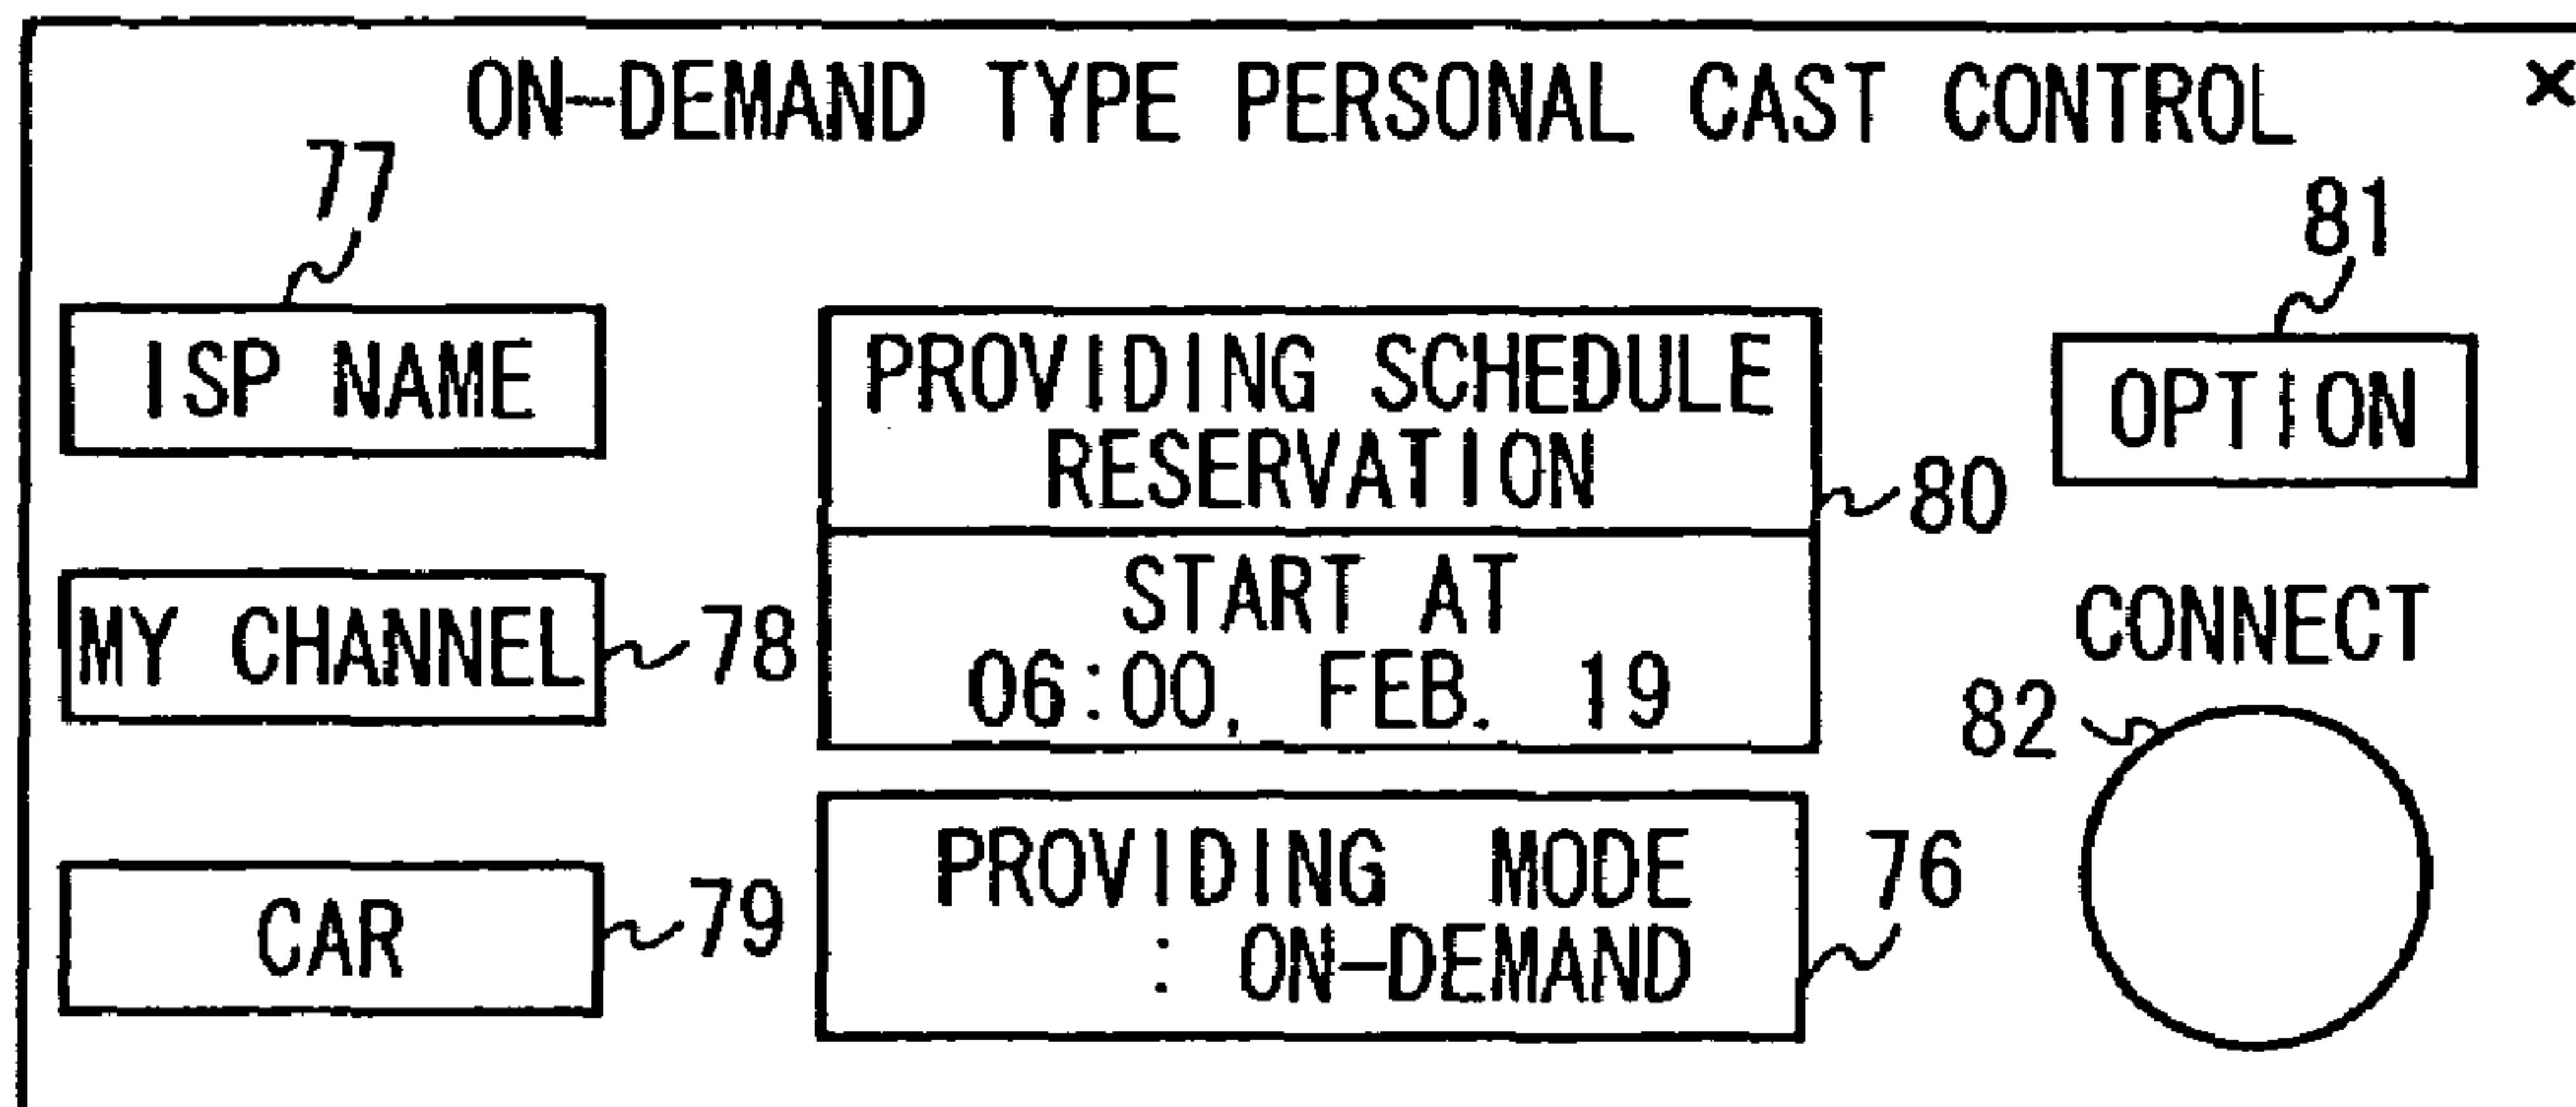 ON-DEMAND TYPE PERSONAL CAST CONTROL ×
77
81
ISP NAME
PROVIDING SCHEDULE
RESERVATION
OPTION
80
MY CHANNEL
78
START AT
06:00, FEB. 19
CONNECT
82
CAR
79
PROVIDING MODE
: ON-DEMAND
76